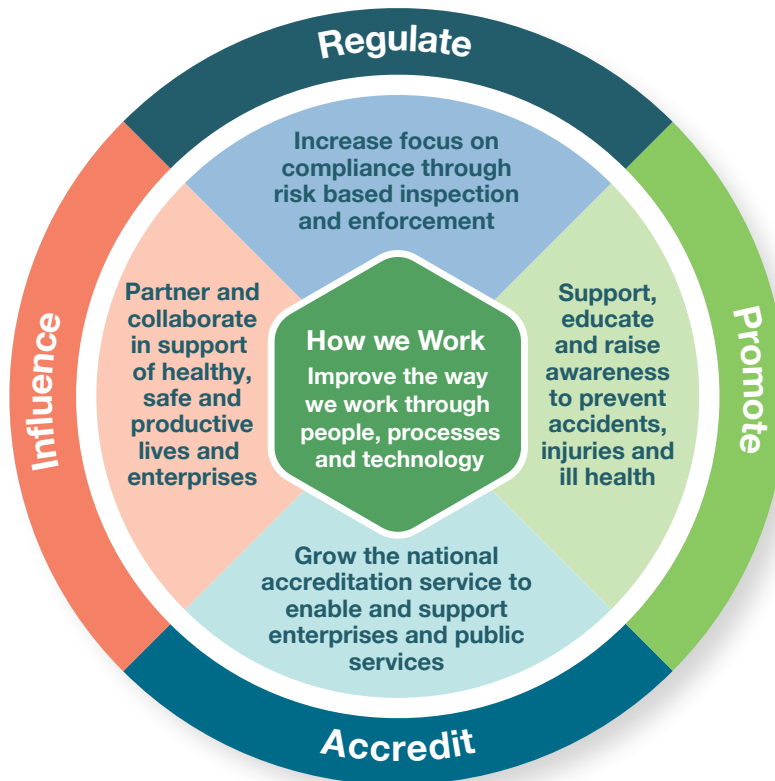 Regulate
Increase focus on
compliance through
risk based inspection
and enforcement
Influence
Partner and
collaborate
in support
of healthy,
safe and
productive
lives and
enterprises
How we Work
Improve the way
we work through
people, processes
and technology
Support,
educate
and raise
awareness
to prevent
accidents,
injuries and
ill health
Promote
Grow the national
accreditation service to
enable and support
enterprises and public
services
Accredit